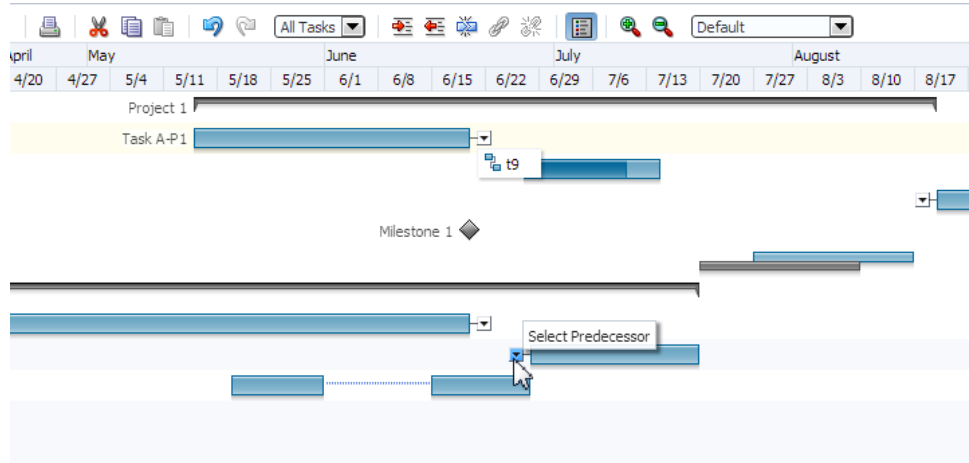 All Tasks Default
April May June July August
4/20 4/27 5/4 5/11 5/18 5/25 6/1 6/8 6/15 6/22 6/29 7/6 7/13 7/20 7/27 8/3 8/10 8/17
Project 1
Task A-P1
t9
Milestone 1
Select Predecessor